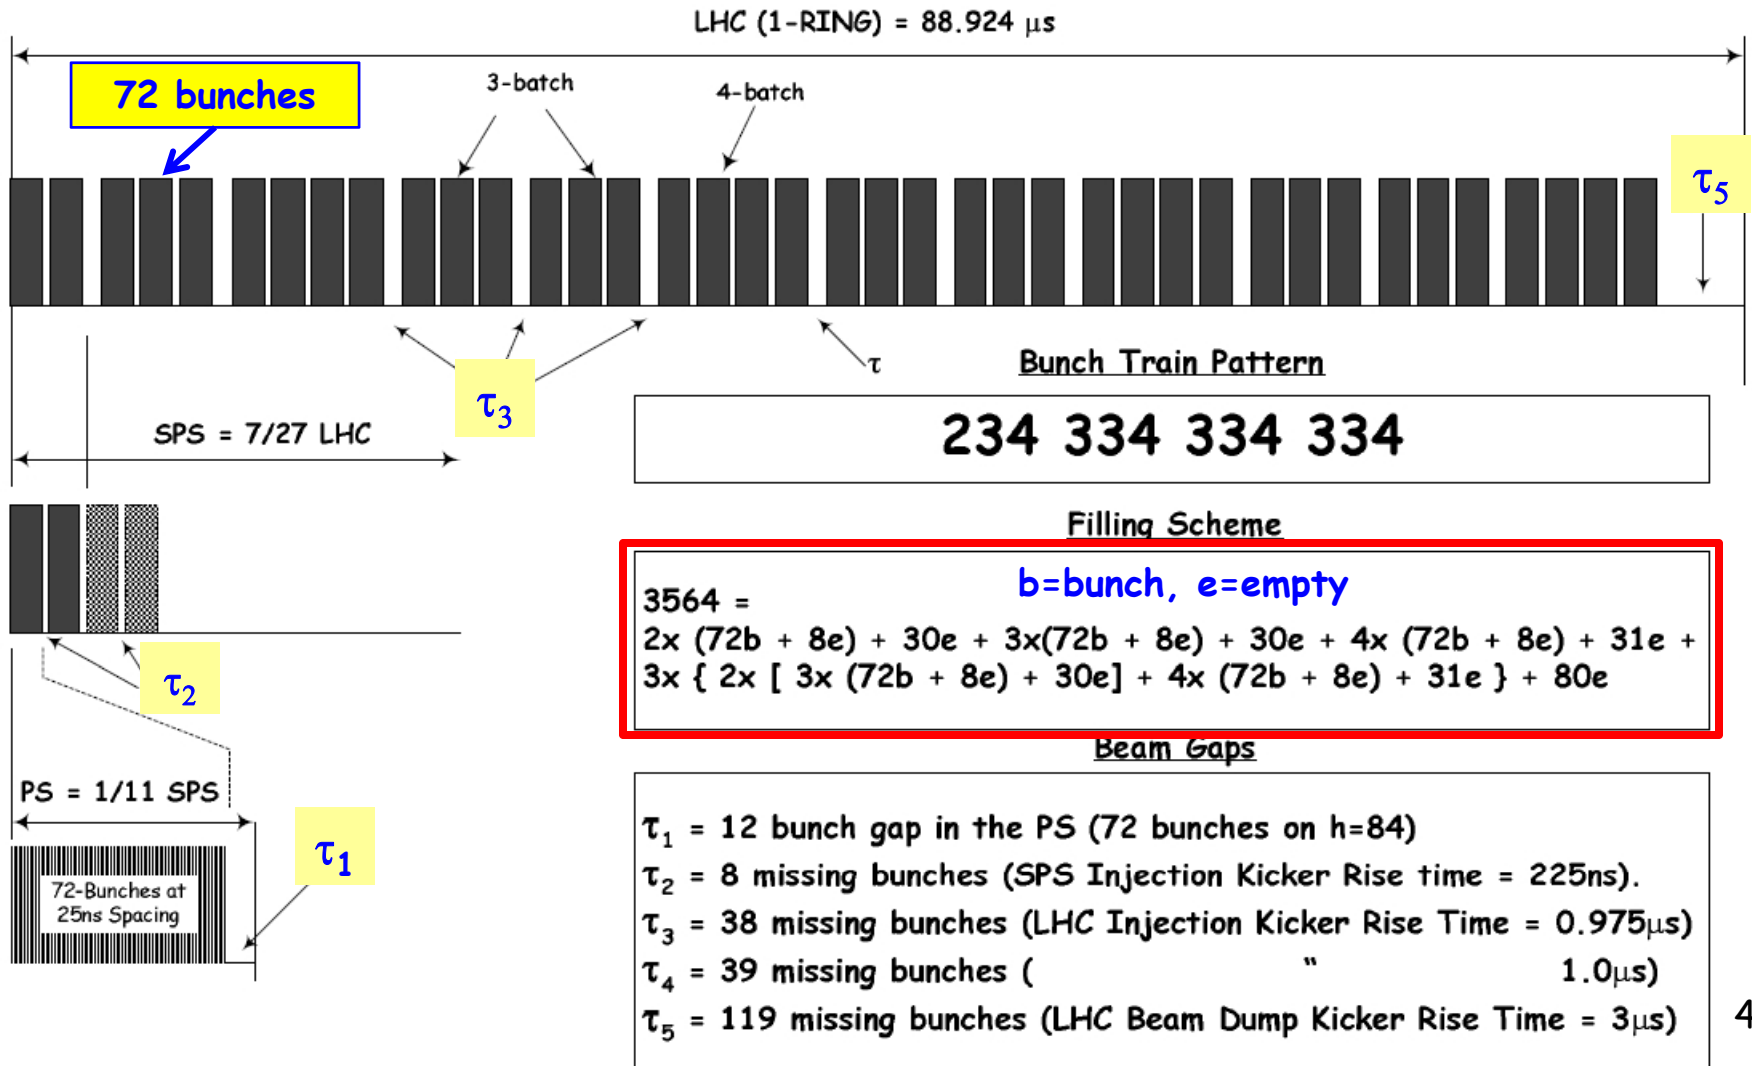 LHC (1-RING) = 88.924 μs
72 bunches
3-batch
4-batch
τ5
τ3
τ
SPS = 7/27 LHC
Bunch Train Pattern
234 334 334 334
Filling Scheme
b=bunch, e=empty
3564 =
2x (72b + 8e) + 30e + 3x(72b + 8e) + 30e + 4x (72b + 8e) + 31e +
3x { 2x [ 3x (72b + 8e) + 30e] + 4x (72b + 8e) + 31e } + 80e
τ2
PS = 1/11 SPS
τ1
72-Bunches at
25ns Spacing
Beam Gaps
τ1 = 12 bunch gap in the PS (72 bunches on h=84)
τ2 = 8 missing bunches (SPS Injection Kicker Rise time = 225ns).
τ3 = 38 missing bunches (LHC Injection Kicker Rise Time = 0.975μs)
τ4 = 39 missing bunches ( " 1.0μs)
τ5 = 119 missing bunches (LHC Beam Dump Kicker Rise Time = 3μs)
4